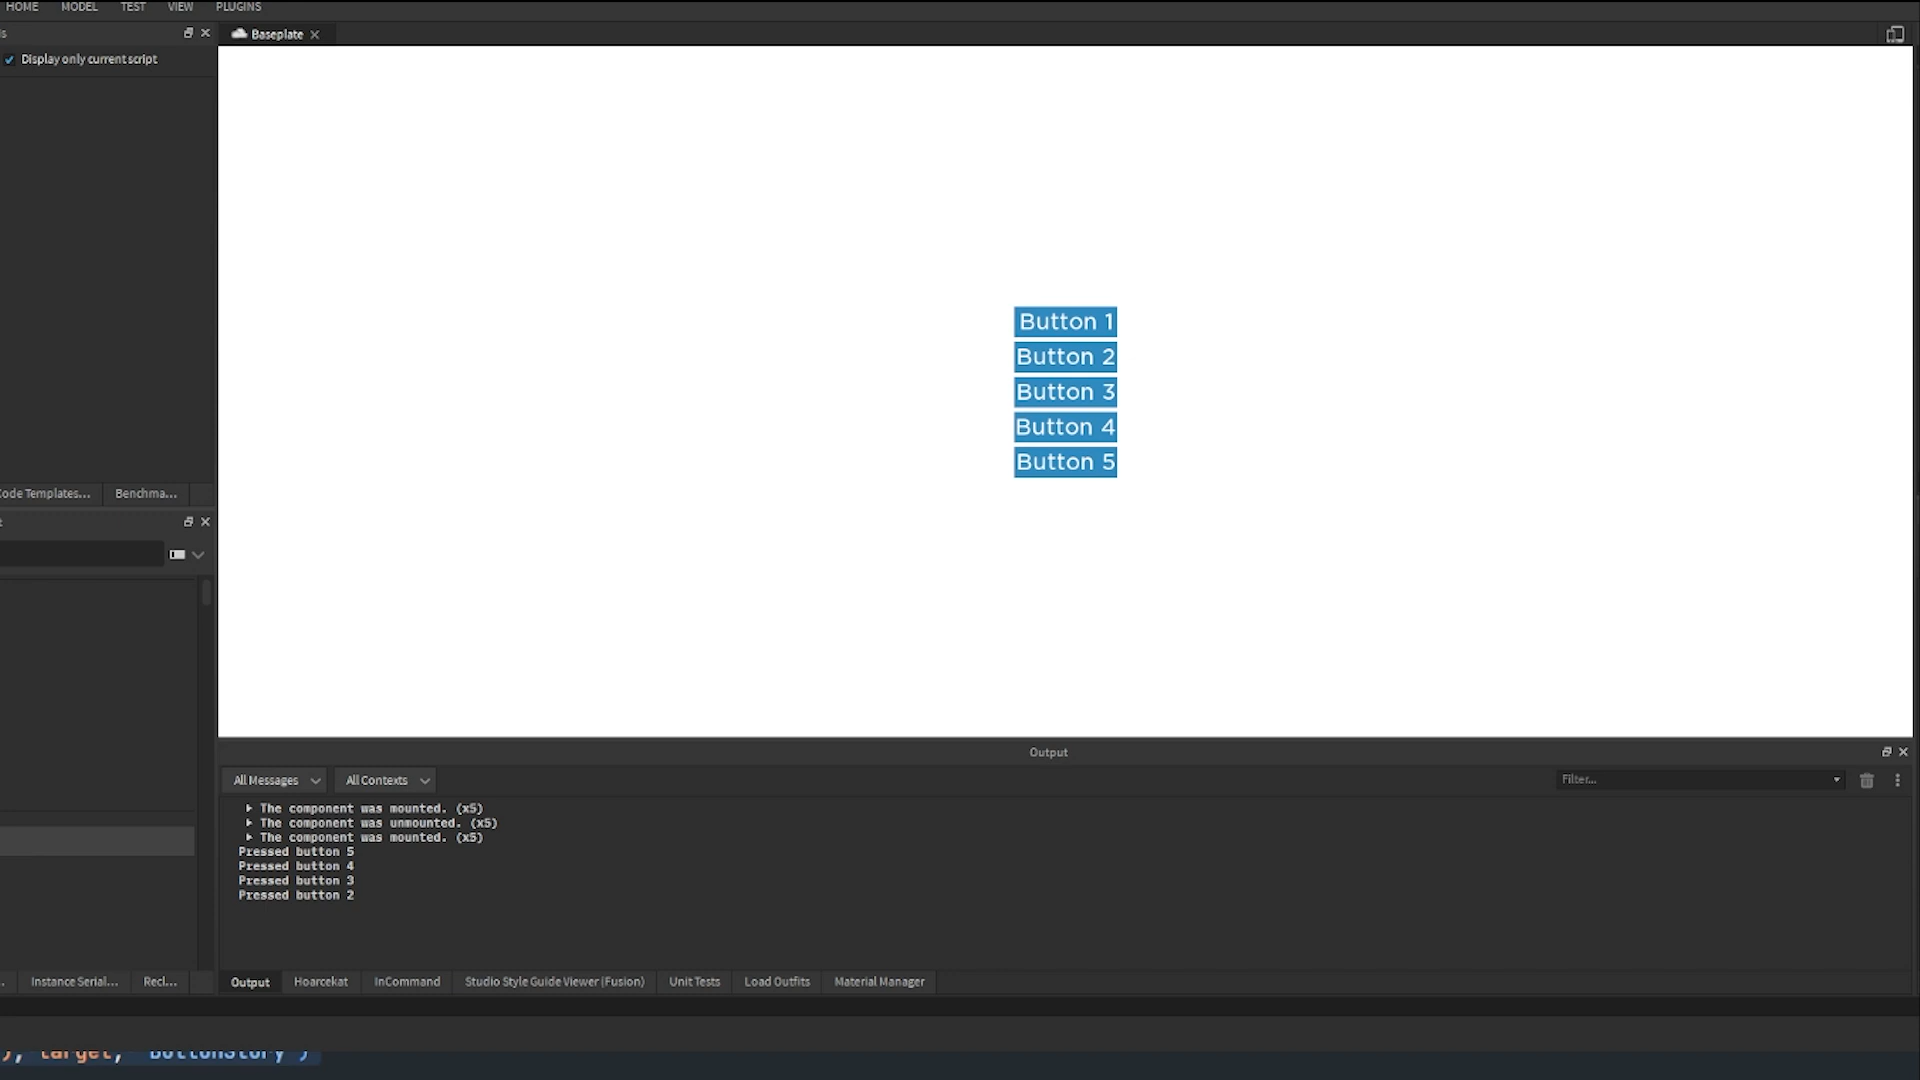 HOME MODEL TEST VIEW PLUGINS
Baseplate
Display only current script
Button 1
Button 2
Button 3
Button 4
Button 5
Code Templates... Benchma...
Output
All Messages All Contexts Filter...
The component was mounted. (x5)
The component was unmounted. (x5)
The component was mounted. (x5)
Pressed button 5
Pressed button 4
Pressed button 3
Pressed button 2
Instance Serial... Recl... Output Hoarcekat InCommand Studio Style Guide Viewer (Fusion) Unit Tests Load Outfits Material Manager
), target, "ButtonStory")